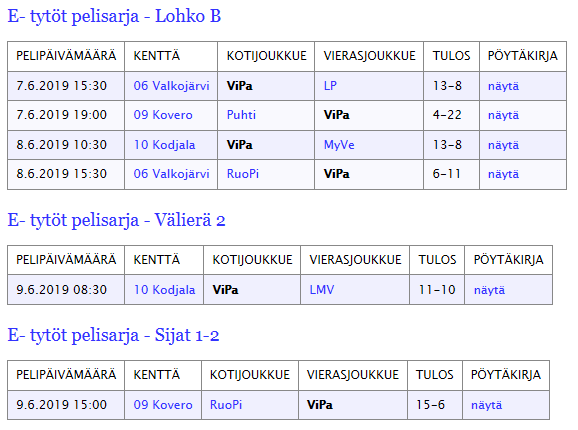 E- tytöt pelisarja - Lohko B
PELIPÄIVÄMÄÄRÄ KENTTÄ KOTIJOUKKUE VIERASJOUKKUE TULOS PÖYTÄKIRJA
7.6.2019 15:30 06 Valkojärvi ViPa LP 13-8 näytä
7.6.2019 19:00 09 Kovero Puhti ViPa 4-22 näytä
8.6.2019 10:30 10 Kodjala ViPa MyVe 13-8 näytä
8.6.2019 15:30 06 Valkojärvi RuoPi ViPa 6-11 näytä
E- tytöt pelisarja - Välierä 2
PELIPÄIVÄMÄÄRÄ KENTTÄ KOTIJOUKKUE VIERASJOUKKUE TULOS PÖYTÄKIRJA
9.6.2019 08:30 10 Kodjala ViPa LMV 11-10 näytä
E- tytöt pelisarja - Sijat 1-2
PELIPÄIVÄMÄÄRÄ KENTTÄ KOTIJOUKKUE VIERASJOUKKUE TULOS PÖYTÄKIRJA
9.6.2019 15:00 09 Kovero RuoPi ViPa 15-6 näytä